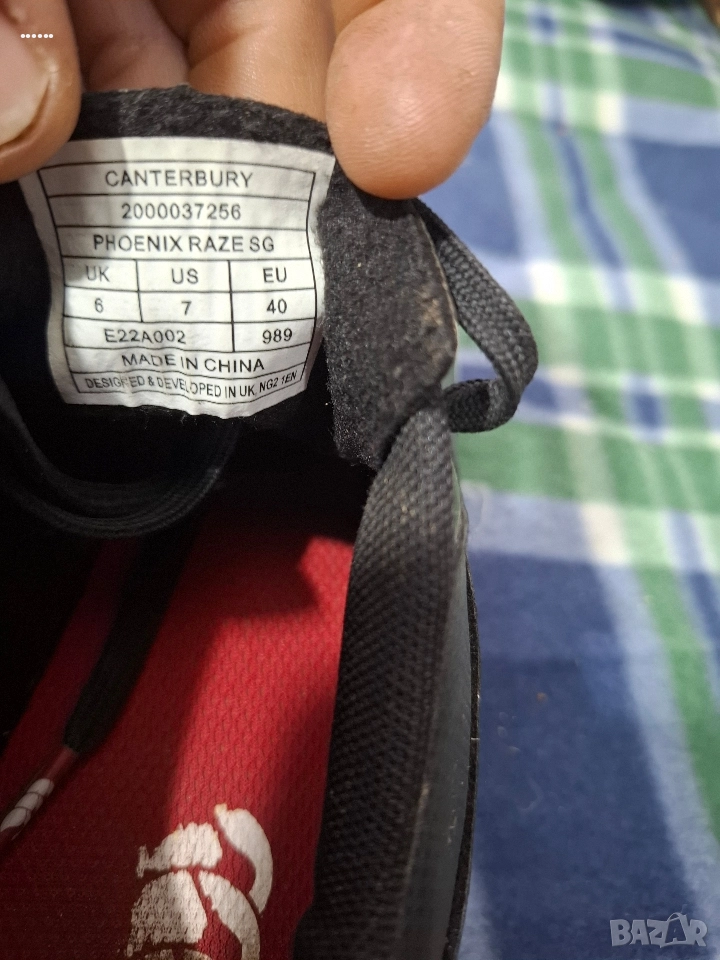 CANTERBURY
2000037256
PHOENIX RAZE SG
UK US EU
6 7 40
E22A002 989
MADE IN CHINA
DESIGNED & DEVELOPED IN UK, NG2 1EN
BAZAR